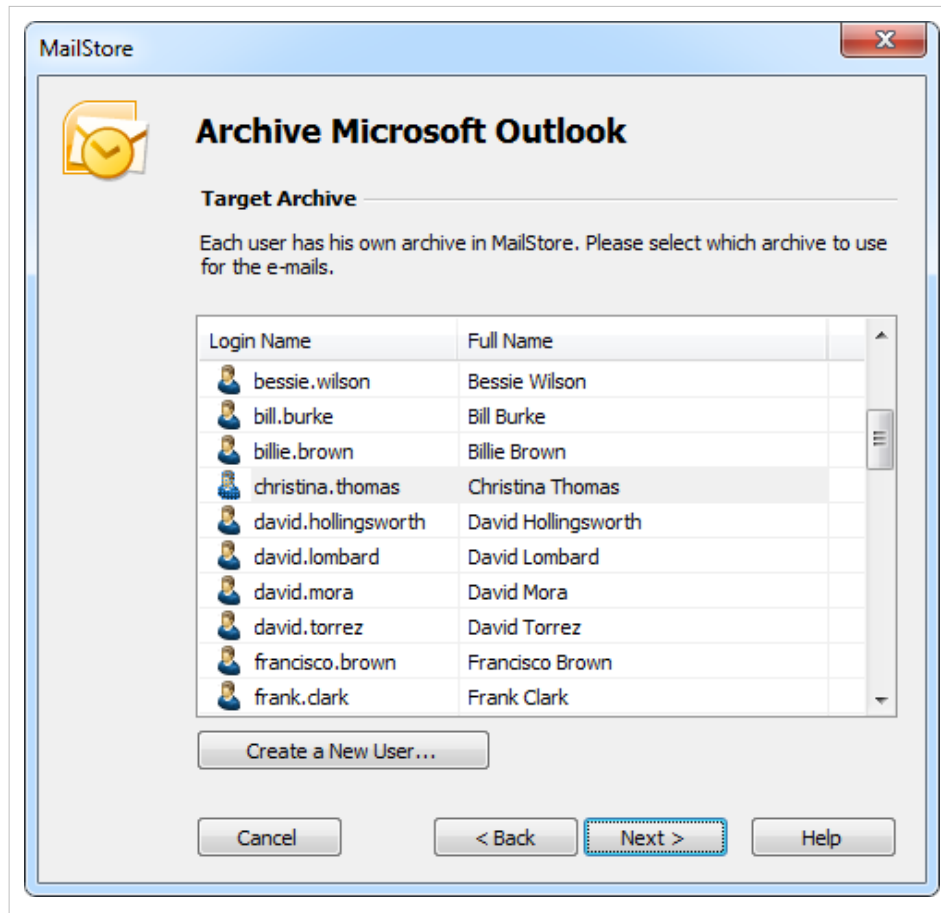 MailStore
Archive Microsoft Outlook
Target Archive
Each user has his own archive in MailStore. Please select which archive to use
for the e-mails.
Login Name Full Name
bessie.wilson Bessie Wilson
bill.burke Bill Burke
billie.brown Billie Brown
christina.thomas Christina Thomas
david.hollingsworth David Hollingsworth
david.lombard David Lombard
david.mora David Mora
david.torrez David Torrez
francisco.brown Francisco Brown
frank.clark Frank Clark
Create a New User...
Cancel < Back Next > Help